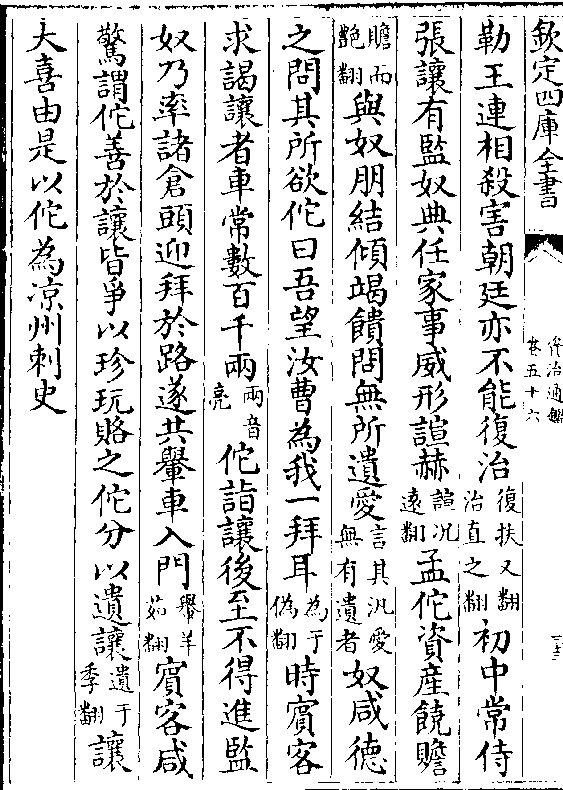 欽定四庫全書
資治通鑑
卷五十六
勒王連相殺害朝廷亦不能復治復扶又翻治直之翻初中常侍
張讓有監奴典任家事威形諠赫諠況遠翻孟佗資産饒贍
贍而艶翻與奴朋結傾竭饋問無所遺愛言其汎愛無有遺者奴咸德
之問其所欲佗曰吾望汝曹為我一拜耳為于偽翻時賓客
求謁讓者車常數百千兩兩音亮佗詣讓後至不得進監
奴乃率諸倉頭迎拜於路遂共轝車入門轝羊茹翻賓客咸
驚謂佗善於讓皆爭以珍玩賂之佗分以遺讓遺于季翻讓
大喜由是以佗為凉州刺史